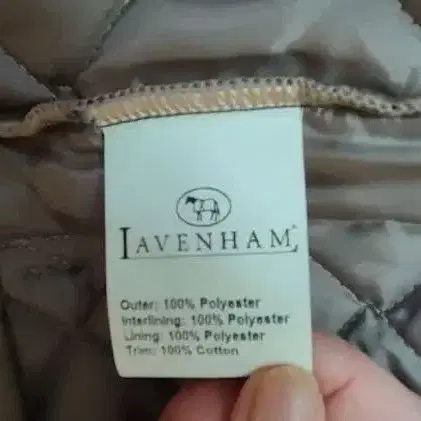 LAVENHAM
Outer: 100% Polyester
Interlining: 100% Polyester
Lining: 100% Polyester
Trim: 100% Cotton